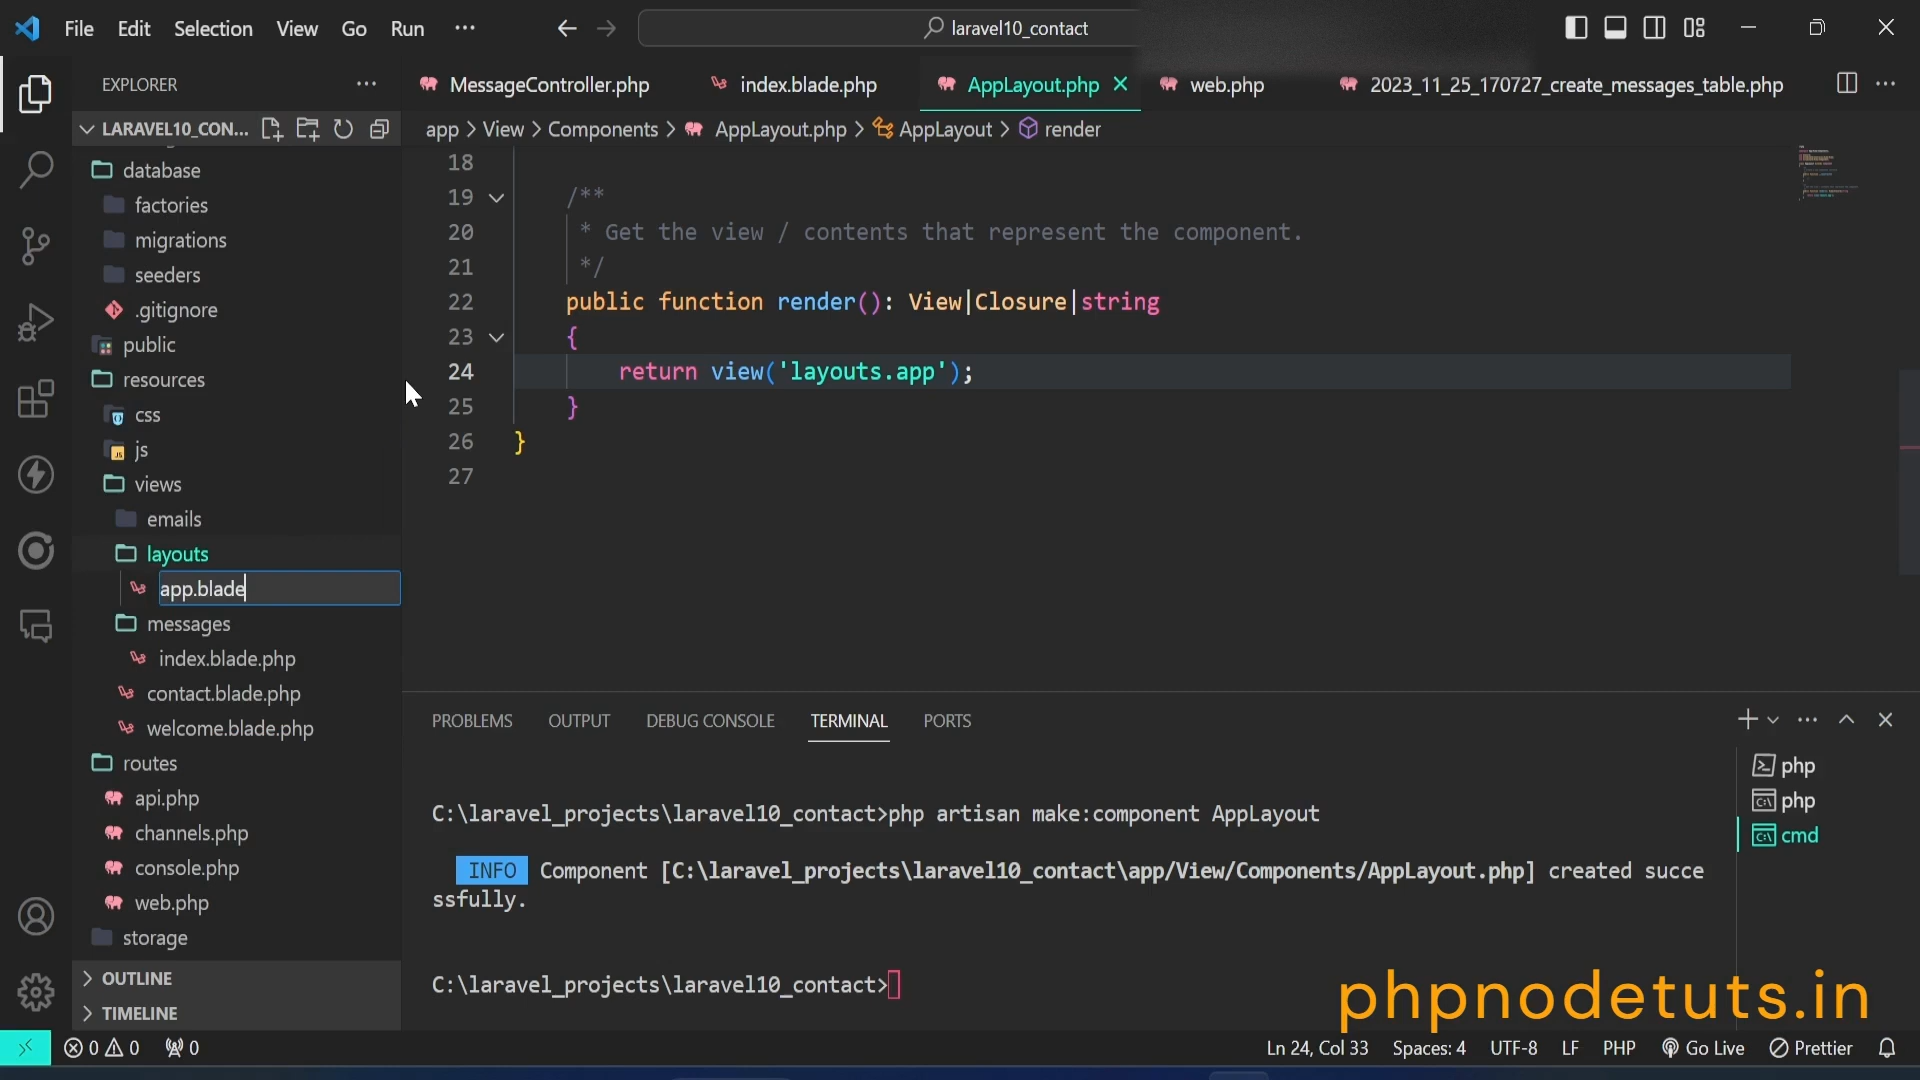 File Edit Selection View Go Run ··· laravel10_contact
EXPLORER ···
MessageController.php index.blade.php AppLayout.php web.php 2023_11_25_170727_create_messages_table.php ···
LARAVEL10_CON...
app > View > Components > AppLayout.php > AppLayout > render
database
factories
migrations
seeders
.gitignore
public
resources
css
js
views
emails
layouts
app.blade
messages
index.blade.php
contact.blade.php
welcome.blade.php
routes
api.php
channels.php
console.php
web.php
storage
OUTLINE
TIMELINE
18
19 /**
20 * Get the view / contents that represent the component.
21 */
22 public function render(): View|Closure|string
23 {
24 return view('layouts.app');
25 }
26 }
27
PROBLEMS OUTPUT DEBUG CONSOLE TERMINAL PORTS
C:\laravel_projects\laravel10_contact>php artisan make:component AppLayout
INFO Component [C:\laravel_projects\laravel10_contact\app/View/Components/AppLayout.php] created succe
ssfully.
C:\laravel_projects\laravel10_contact>
php
php
cmd
phpnodetuts.in
0 0 0 Ln 24, Col 33 Spaces: 4 UTF-8 LF PHP Go Live Prettier